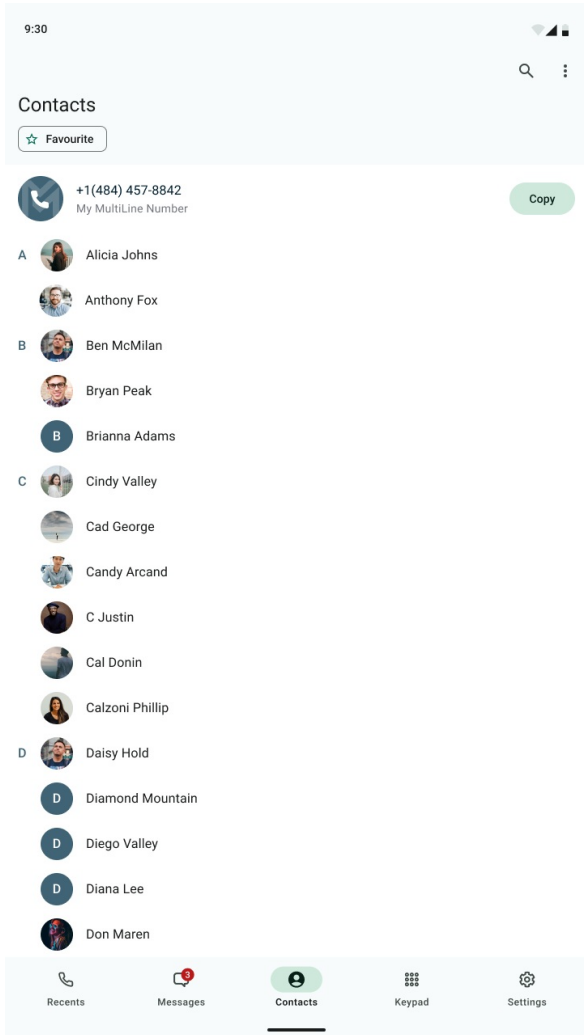 9:30
Contacts
Favourite
+1(484) 457-8842
My MultiLine Number
Copy
A
Alicia Johns
Anthony Fox
B
Ben McMilan
Bryan Peak
B
Brianna Adams
C
Cindy Valley
Cad George
Candy Arcand
C Justin
Cal Donin
Calzoni Phillip
D
Daisy Hold
D
Diamond Mountain
D
Diego Valley
D
Diana Lee
Don Maren
3
Recents
Messages
Contacts
Keypad
Settings